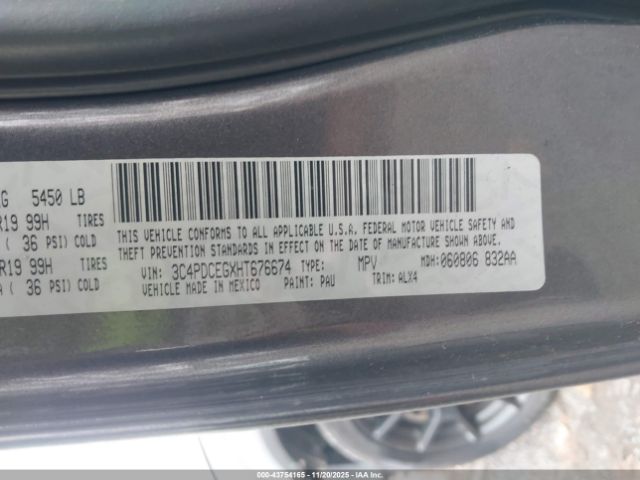 G 5450 LB
R19 99H TIRES
( 36 PSI) COLD
R19 99H TIRES
A ( 36 PSI) COLD
THIS VEHICLE CONFORMS TO ALL APPLICABLE U.S.A. FEDERAL MOTOR VEHICLE SAFETY AND
THEFT PREVENTION STANDARDS IN EFFECT ON THE DATE OF MANUFACTURE SHOWN ABOVE.
VIN: 3C4PDCEGXHT676674 TYPE: MPV MDH: 060806 832AA
VEHICLE MADE IN MEXICO PAINT: PAU TRIM: ALX4
000-43754165 | 11/20/2025 | IAA Holdings, LLC